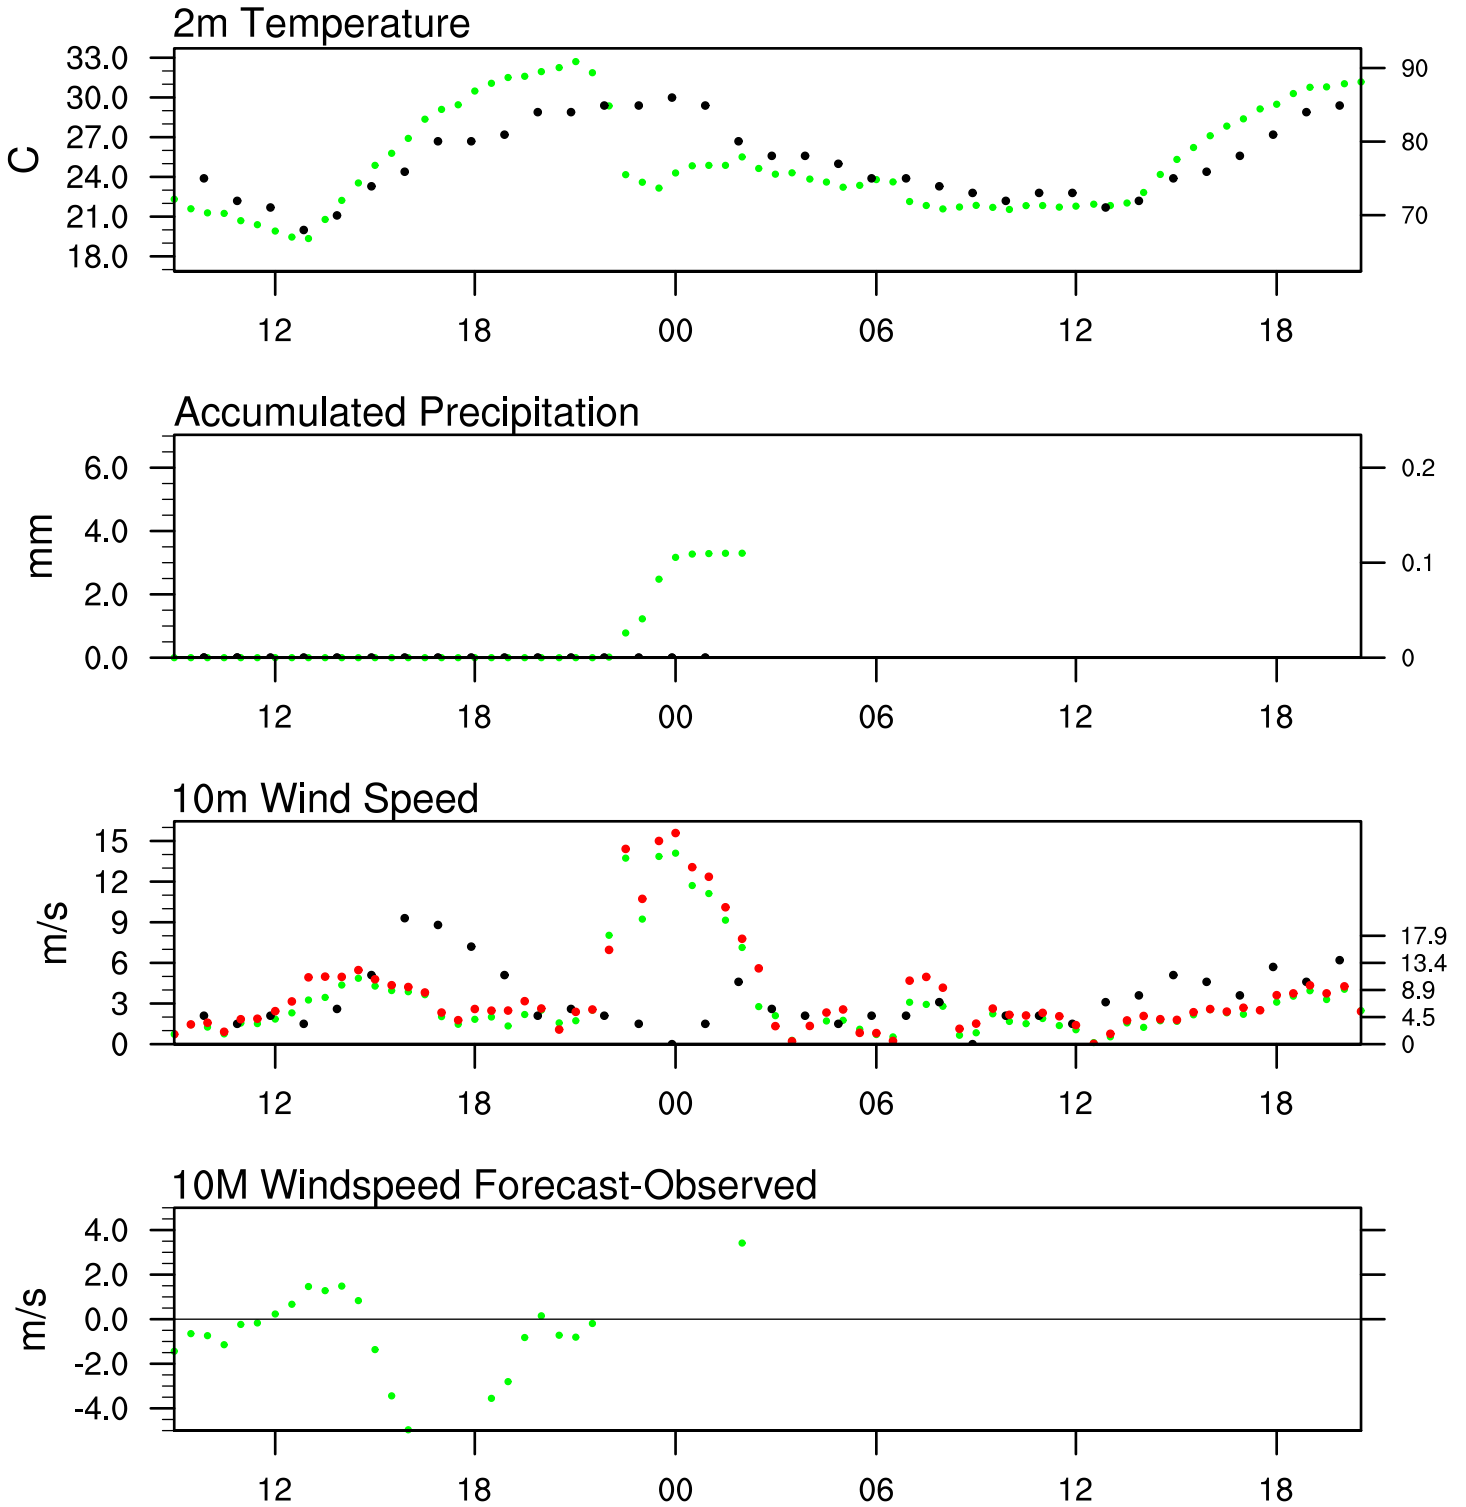 2m Temperature
33.0
30.0
27.0
24.0
21.0
18.0
C
90
80
70
12 18 00 06 12 18
Accumulated Precipitation
6.0
4.0
2.0
0.0
mm
0.2
0.1
0
12 18 00 06 12 18
10m Wind Speed
15
12
9
6
3
0
m/s
17.9
13.4
8.9
4.5
0
12 18 00 06 12 18
10M Windspeed Forecast-Observed
4.0
2.0
0.0
-2.0
-4.0
m/s
12 18 00 06 12 18